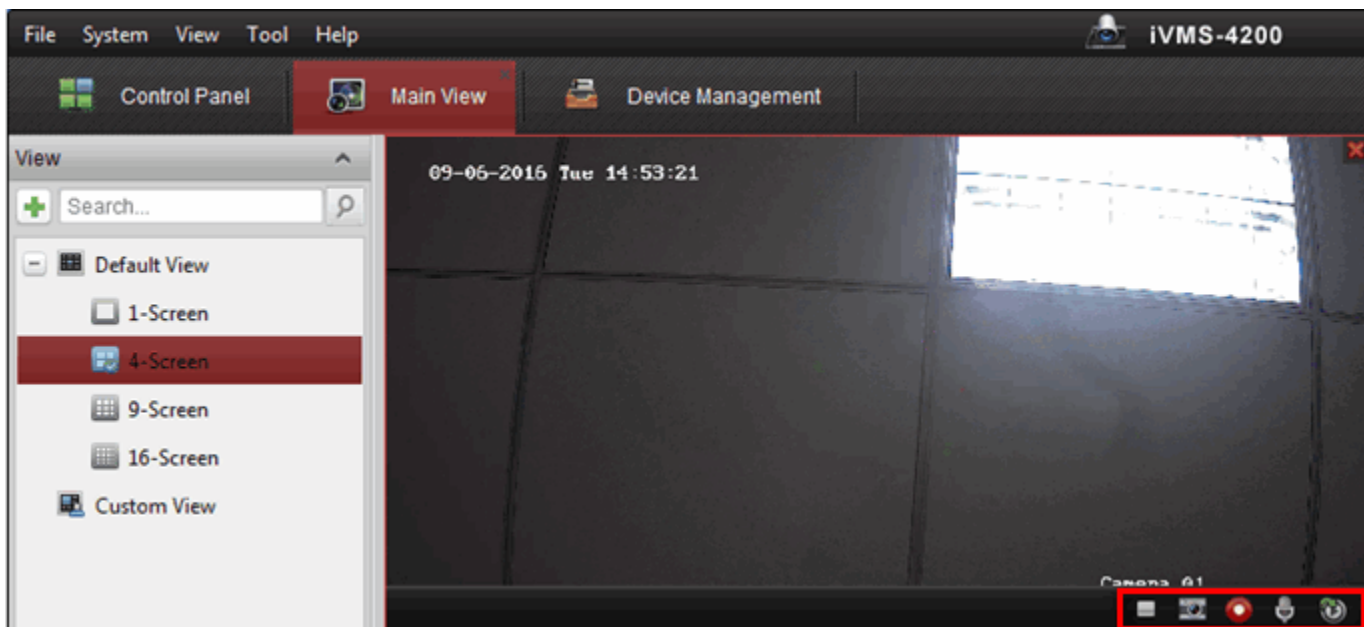 File System View Tool Help
iVMS-4200
Control Panel
Main View
Device Management
View
Search...
09-06-2016 Tue 14:53:21
Default View
1-Screen
4-Screen
9-Screen
16-Screen
Custom View
Camera 01